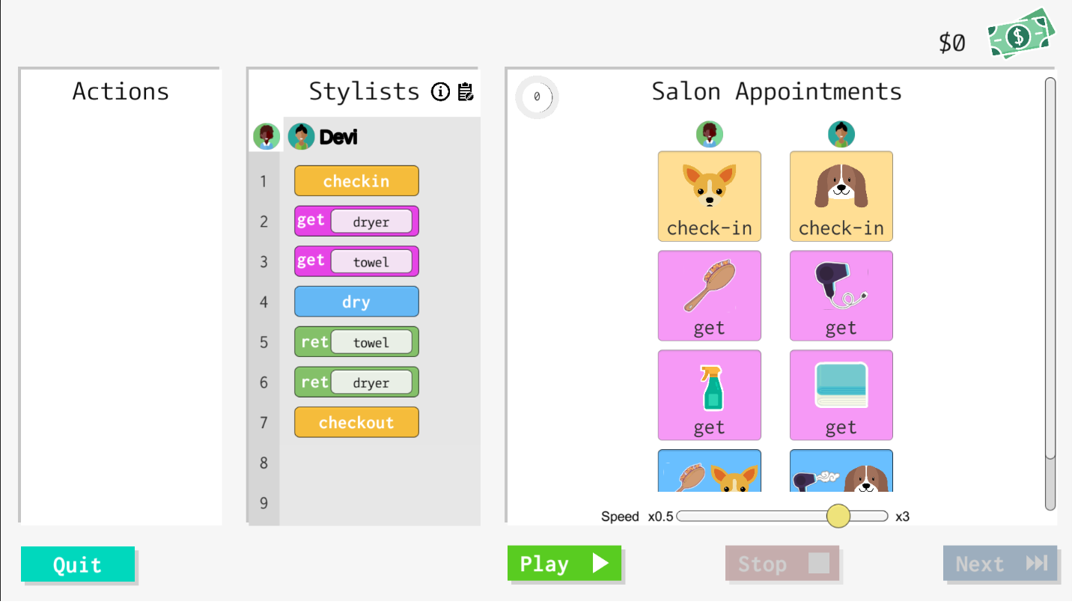 $0
Actions
Stylists
Devi
1 checkin
2 get dryer
3 get towel
4 dry
5 ret towel
6 ret dryer
7 checkout
8
9
0
Salon Appointments
check-in check-in
get get
get get
Speed x0.5 x3
Quit
Play
Stop
Next